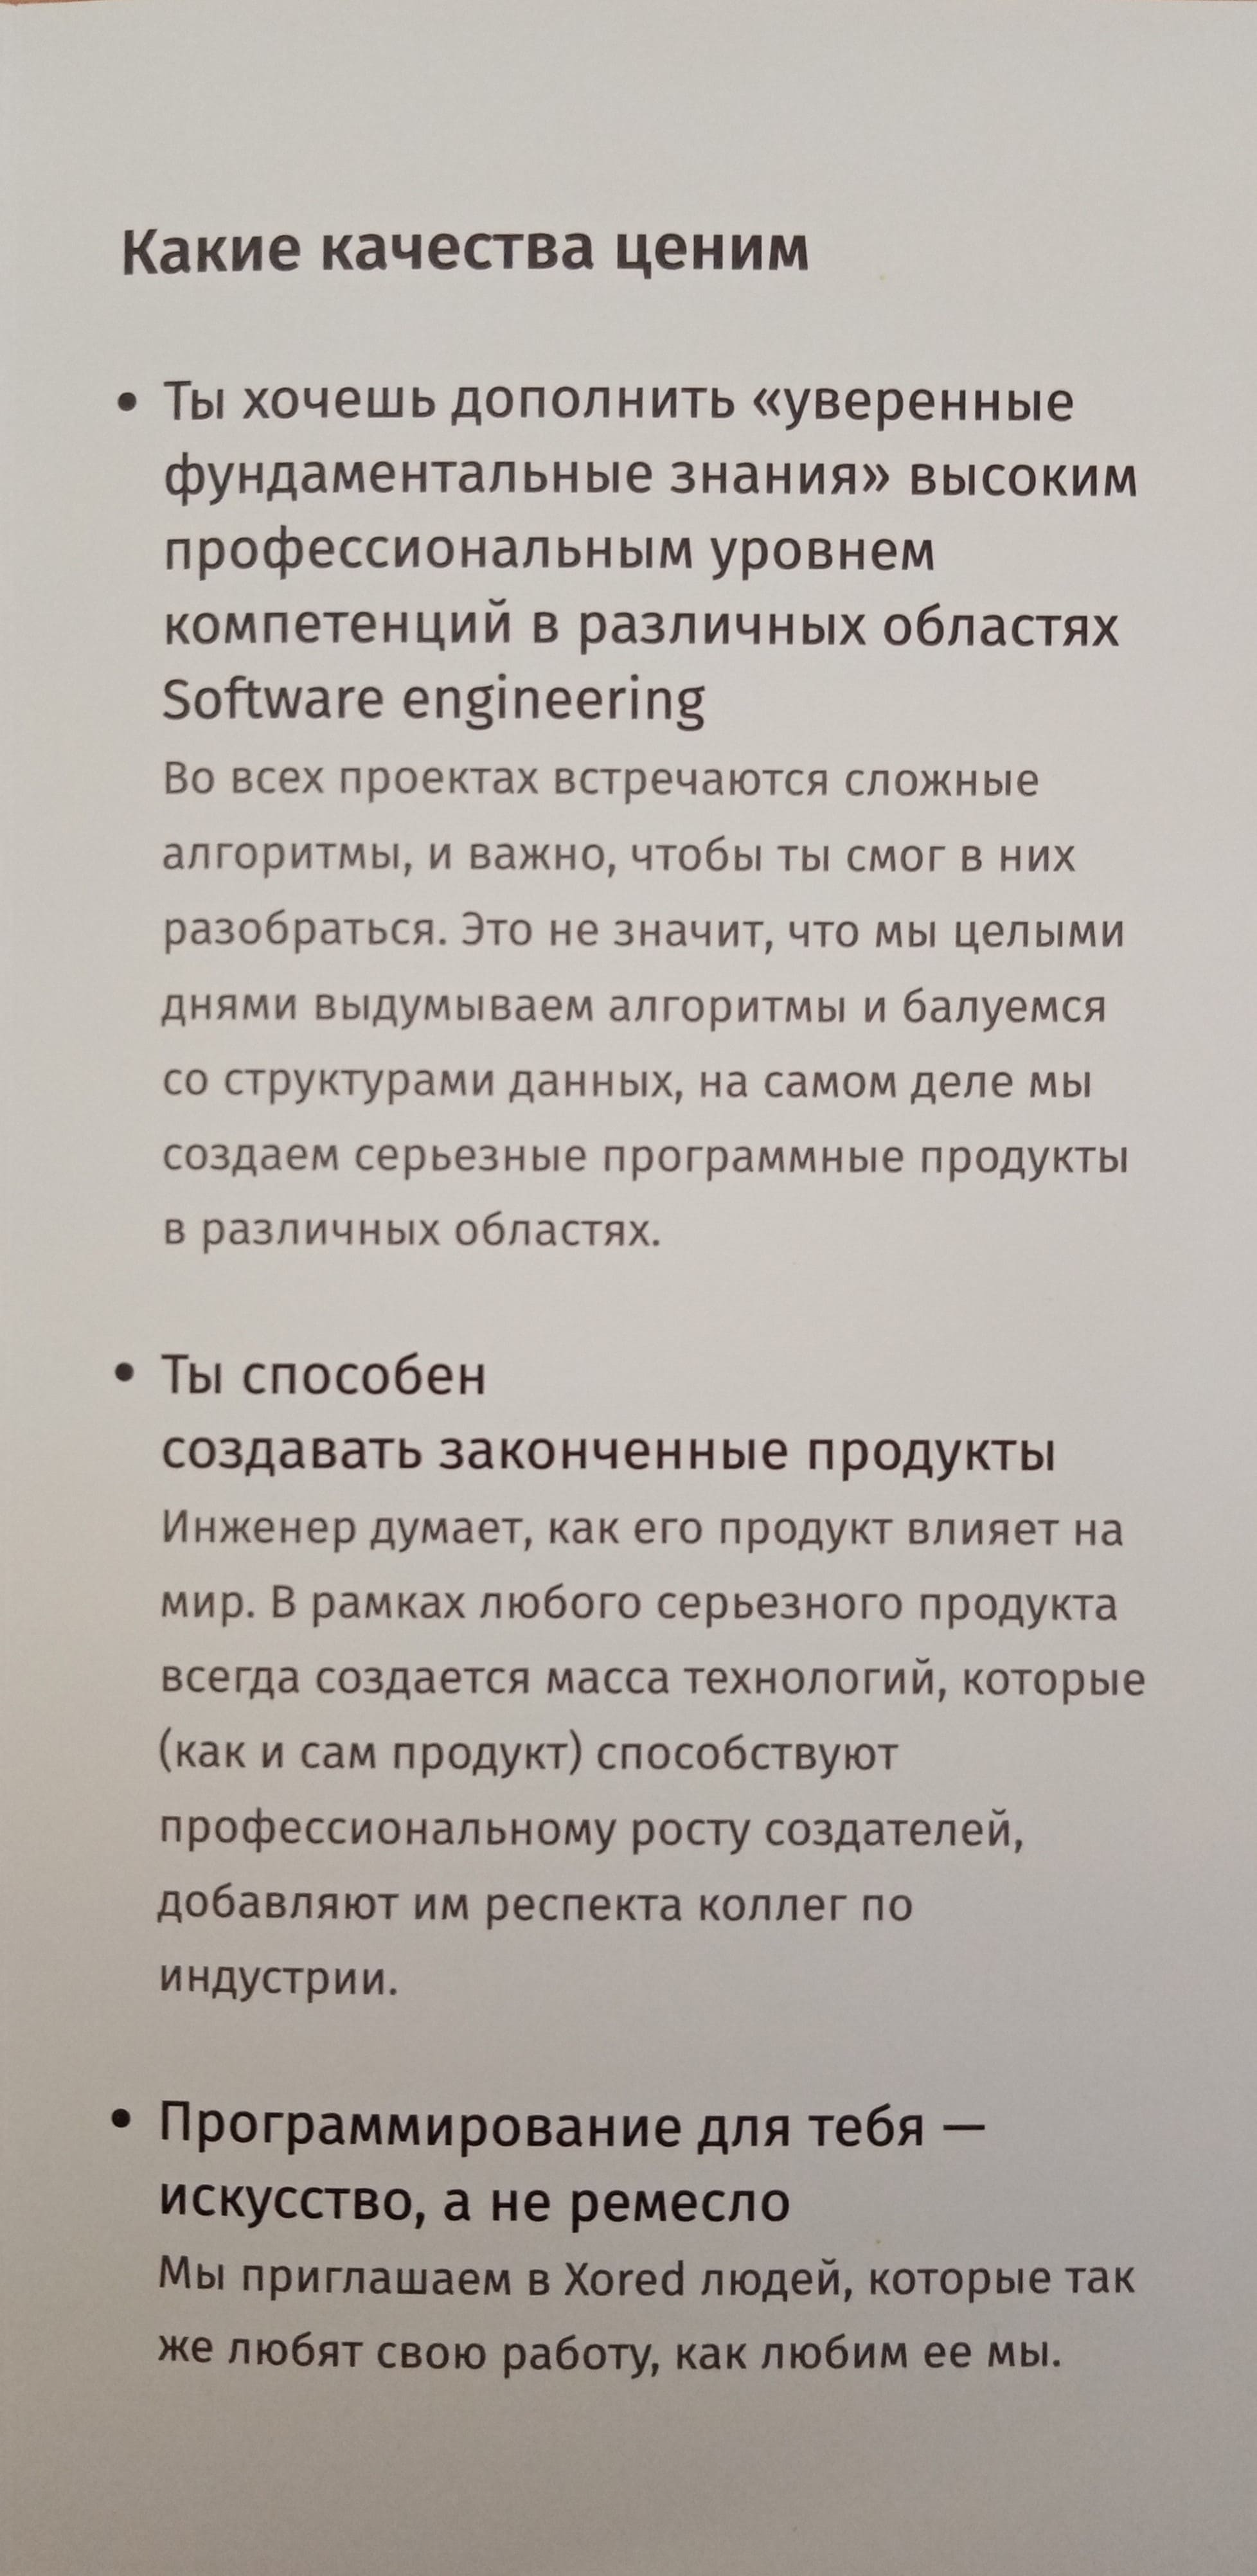 Какие качества ценим
• Ты хочешь дополнить «уверенные
фундаментальные знания» высоким
профессиональным уровнем
компетенций в различных областях
Software engineering
Во всех проектах встречаются сложные
алгоритмы, и важно, чтобы ты смог в них
разобраться. Это не значит, что мы целыми
днями выдумываем алгоритмы и балуемся
со структурами данных, на самом деле мы
создаем серьезные программные продукты
в различных областях.
• Ты способен
создавать законченные продукты
Инженер думает, как его продукт влияет на
мир. В рамках любого серьезного продукта
всегда создается масса технологий, которые
(как и сам продукт) способствуют
профессиональному росту создателей,
добавляют им респекта коллег по
индустрии.
• Программирование для тебя —
искусство, а не ремесло
Мы приглашаем в Xored людей, которые так
же любят свою работу, как любим ее мы.